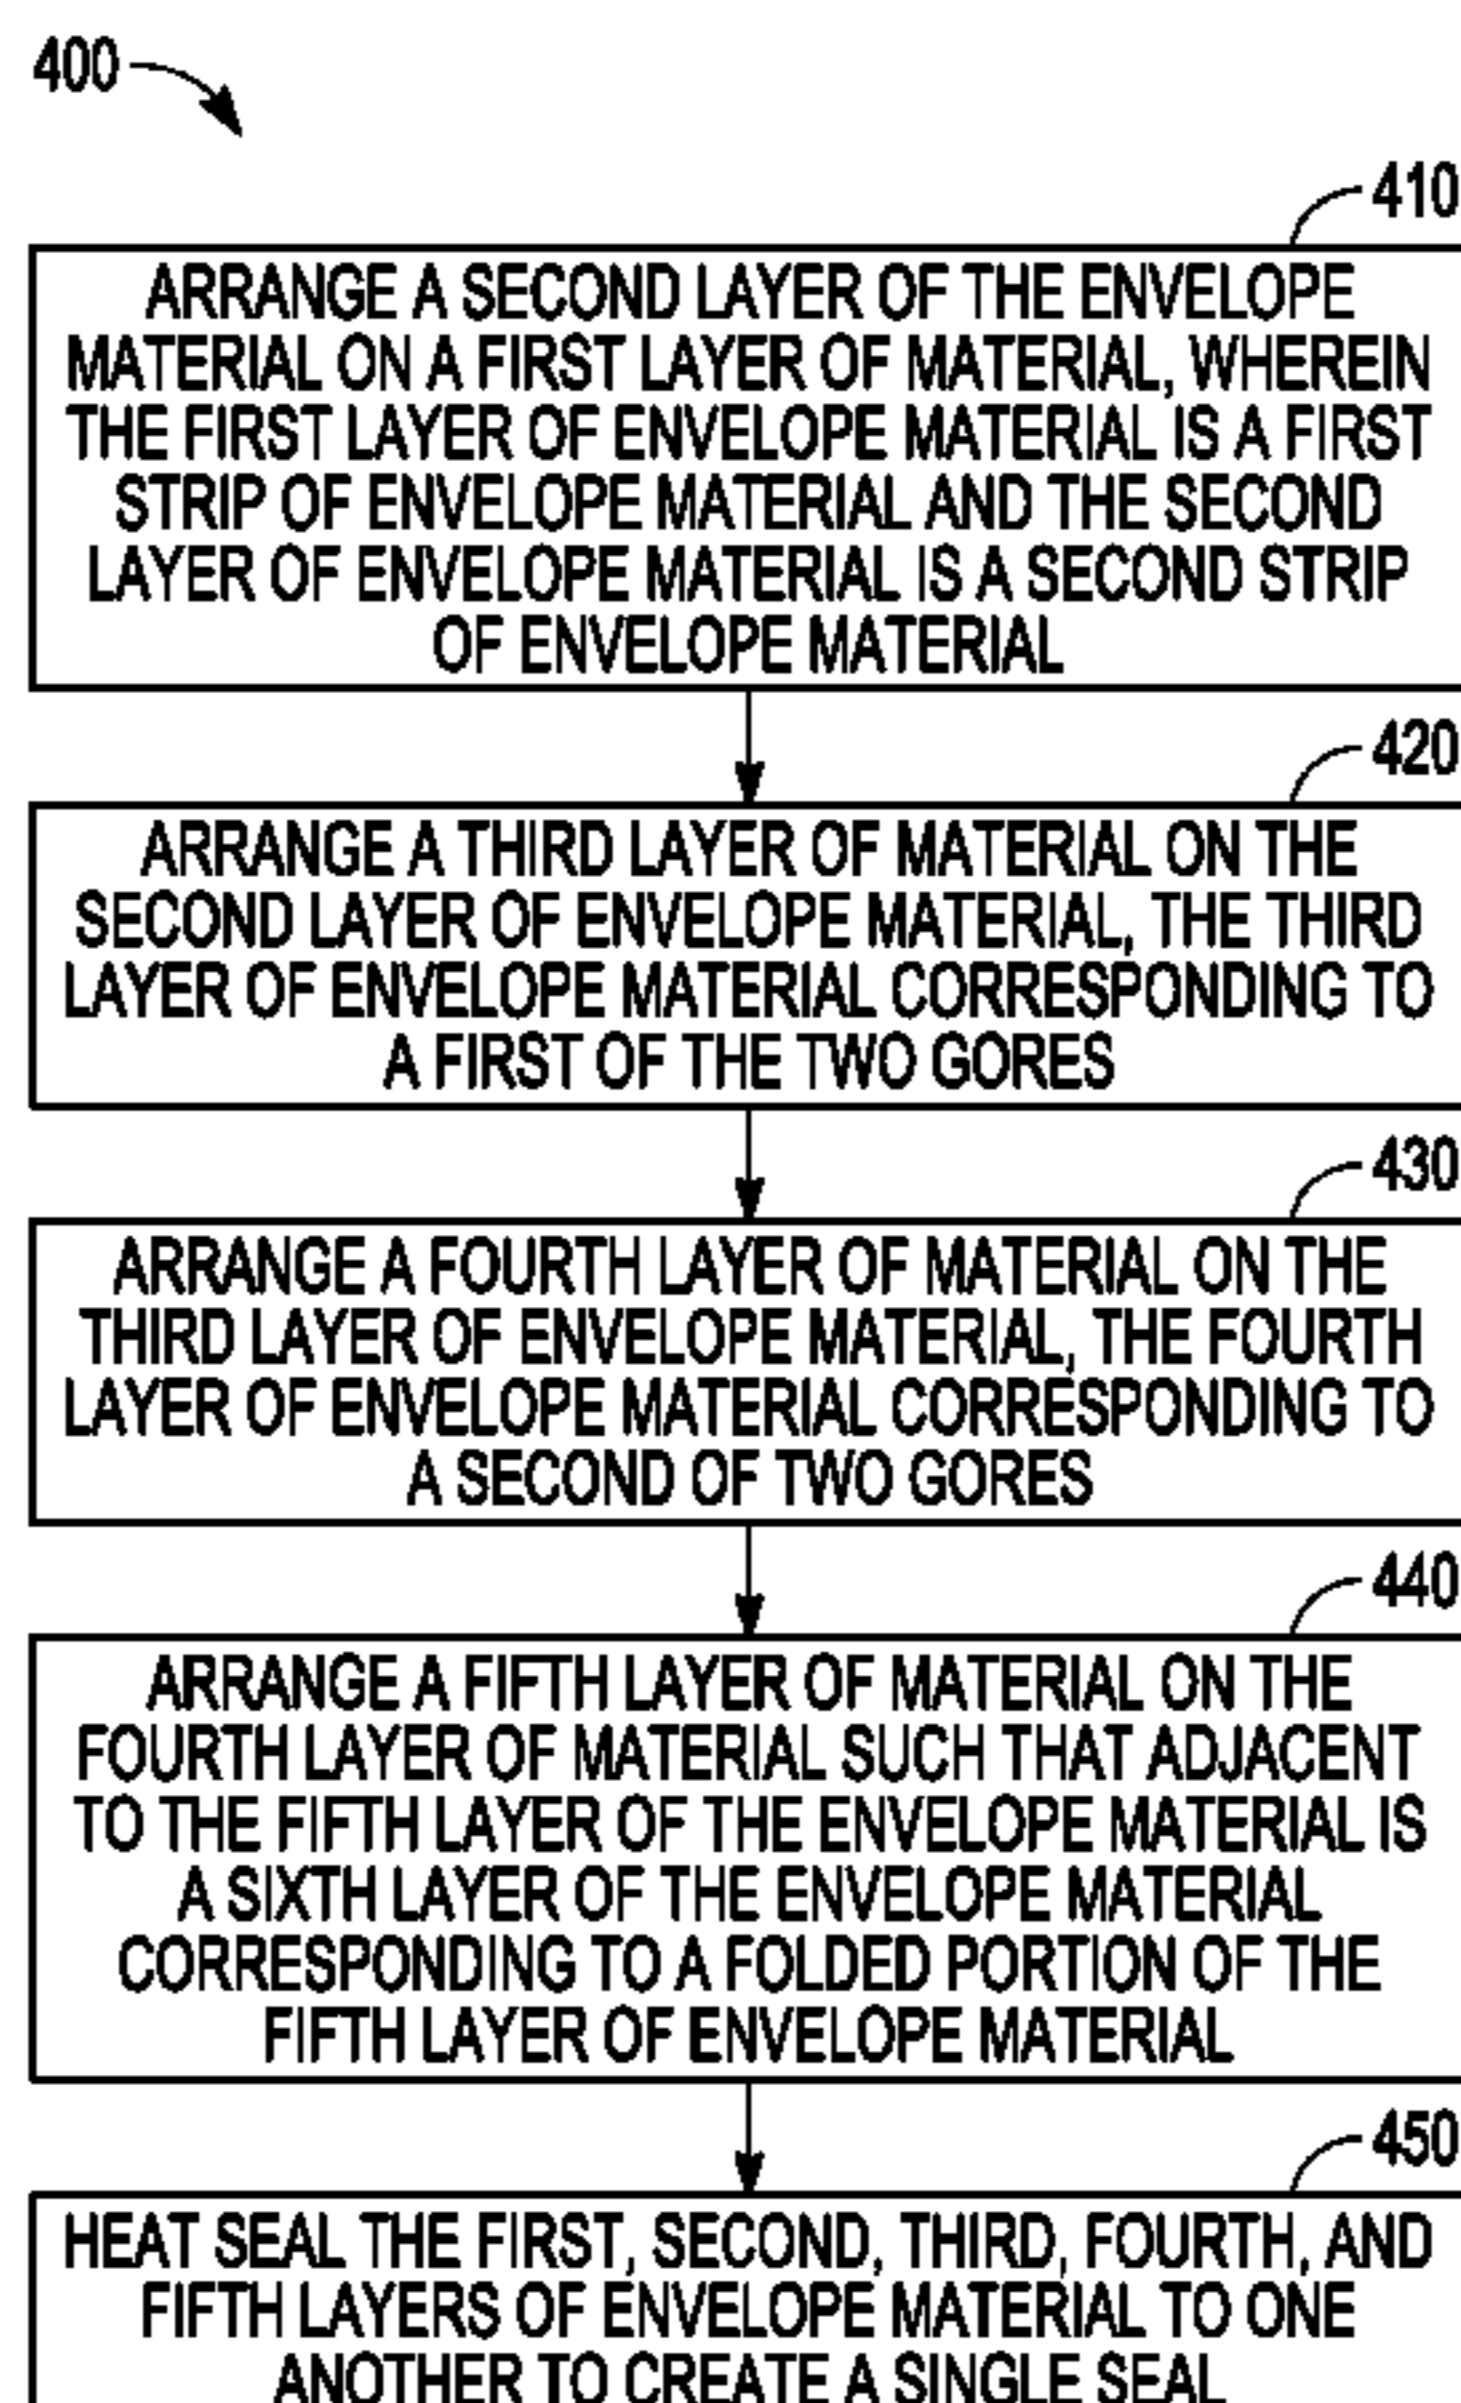 400
410
ARRANGE A SECOND LAYER OF THE ENVELOPE
MATERIAL ON A FIRST LAYER OF MATERIAL, WHEREIN
THE FIRST LAYER OF ENVELOPE MATERIAL IS A FIRST
STRIP OF ENVELOPE MATERIAL AND THE SECOND
LAYER OF ENVELOPE MATERIAL IS A SECOND STRIP
OF ENVELOPE MATERIAL
420
ARRANGE A THIRD LAYER OF MATERIAL ON THE
SECOND LAYER OF ENVELOPE MATERIAL, THE THIRD
LAYER OF ENVELOPE MATERIAL CORRESPONDING TO
A FIRST OF THE TWO GORES
430
ARRANGE A FOURTH LAYER OF MATERIAL ON THE
THIRD LAYER OF ENVELOPE MATERIAL, THE FOURTH
LAYER OF ENVELOPE MATERIAL CORRESPONDING TO
A SECOND OF TWO GORES
440
ARRANGE A FIFTH LAYER OF MATERIAL ON THE
FOURTH LAYER OF MATERIAL SUCH THAT ADJACENT
TO THE FIFTH LAYER OF THE ENVELOPE MATERIAL IS
A SIXTH LAYER OF THE ENVELOPE MATERIAL
CORRESPONDING TO A FOLDED PORTION OF THE
FIFTH LAYER OF ENVELOPE MATERIAL
450
HEAT SEAL THE FIRST, SECOND, THIRD, FOURTH, AND
FIFTH LAYERS OF ENVELOPE MATERIAL TO ONE
ANOTHER TO CREATE A SINGLE SEAL